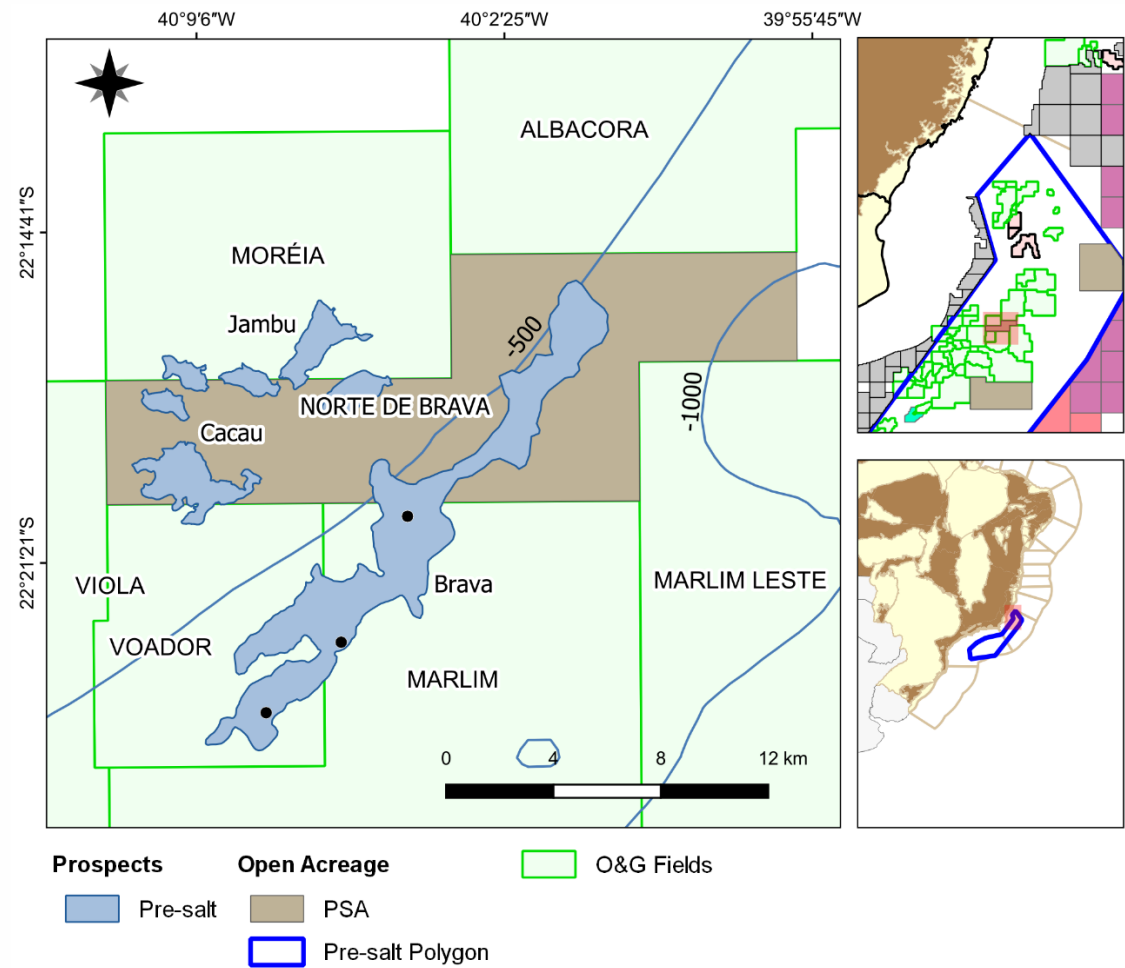 40°9′6″W
40°2′25″W
39°55′45″W
22°14′41″S
22°21′21″S
ALBACORA
MORÉIA
Jambu
-500
-1000
NORTE DE BRAVA
Cacau
Brava
VIOLA
MARLIM LESTE
VOADOR
MARLIM
0 4 8 12 km
Prospects
Open Acreage
O&G Fields
Pre-salt
PSA
Pre-salt Polygon